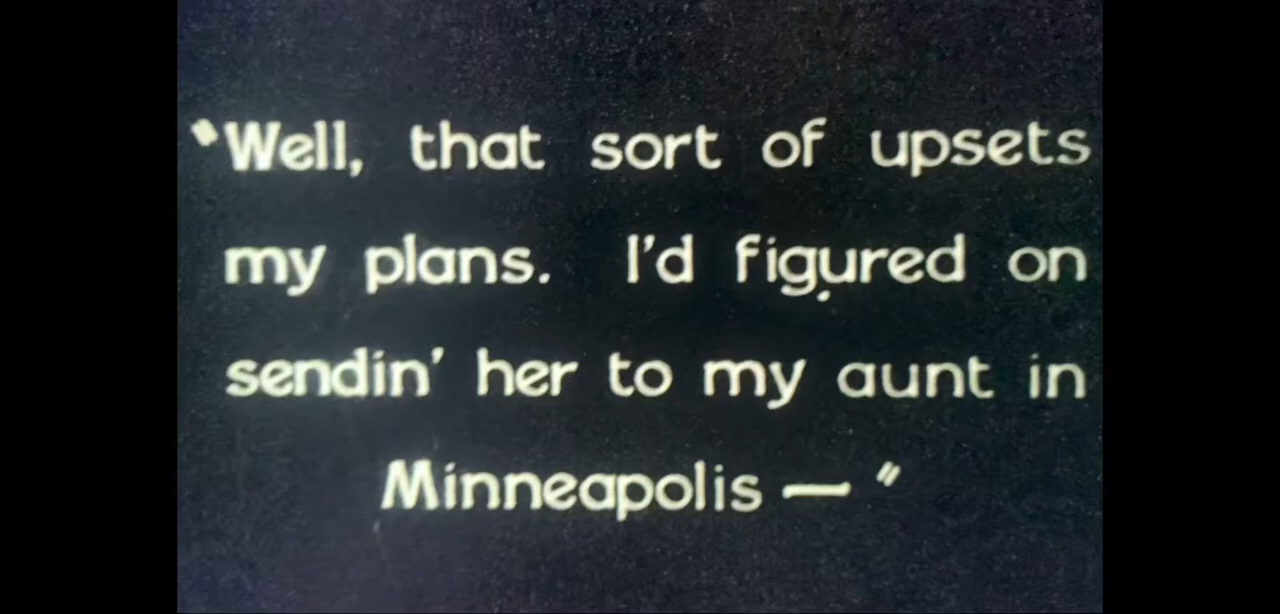 "Well, that sort of upsets
my plans. I'd figured on
sendin' her to my aunt in
Minneapolis — "